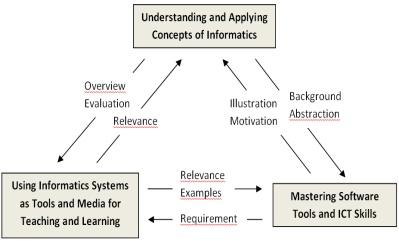 Understanding and Applying
Concepts of Informatics
Overview
Evaluation
Relevance
Illustration
Motivation
Background
Abstraction
Using Informatics Systems
as Tools and Media for
Teaching and Learning
Relevance
Examples
Requirement
Mastering Software
Tools and ICT Skills